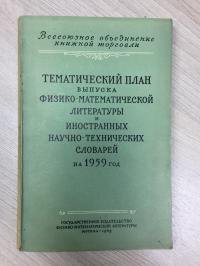 Всесоюзное объединение
книжной торговли
ТЕМАТИЧЕСКИЙ ПЛАН
ВЫПУСКА
ФИЗИКО-МАТЕМАТИЧЕСКОЙ
ЛИТЕРАТУРЫ
И
ИНОСТРАННЫХ
НАУЧНО-ТЕХНИЧЕСКИХ
СЛОВАРЕЙ
НА 1959 ГОД
ГОСУДАРСТВЕННОЕ ИЗДАТЕЛЬСТВО
ФИЗИКО-МАТЕМАТИЧЕСКОЙ ЛИТЕРАТУРЫ
МОСКВА